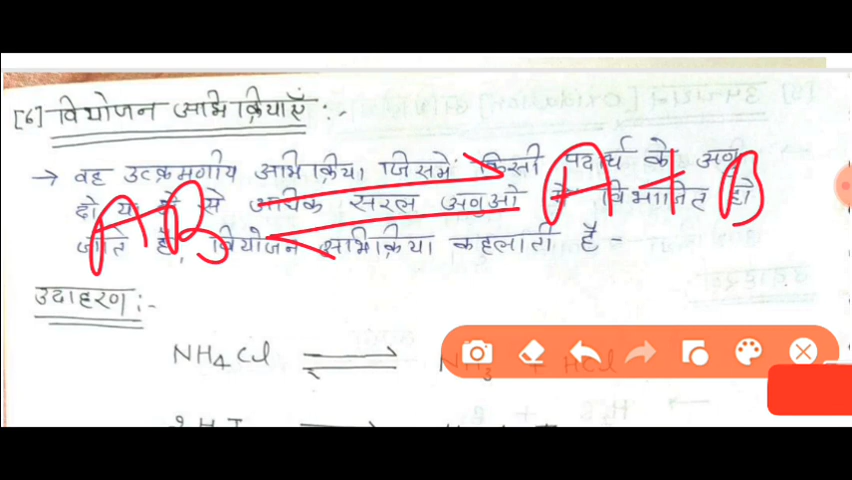 [6] वियोजन अभिक्रियाएँ :-
→ वह उत्क्रमणीय अभिक्रिया जिसमें किसी पदार्थ के अणु
दो या दो से अधिक सरल अणुओ में विभाजित हो
जाते है, वियोजन अभिक्रिया कहलाती है
AB ⇌ A + B
उदाहरण :-
NH4Cl ⇌ NH3 + HCl
2HI